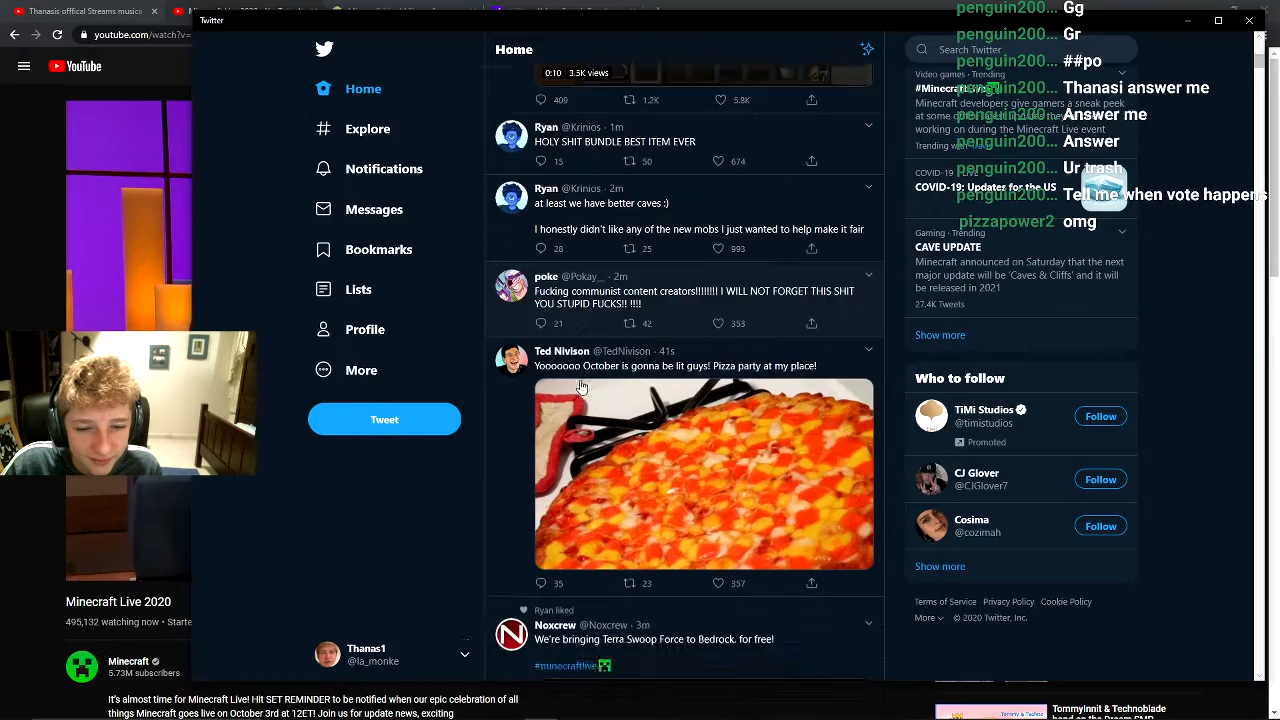 Thanasis offfical Streams music
youtube.com/watch?v=
YouTube
Twitter
Home
Explore
Notifications
Messages
Bookmarks
Lists
Profile
More
Tweet
Thanas1
@la_monke
Home
0:10 3.5K views
409 1.2K 5.8K
Ryan @Krinios · 1m
HOLY SHIT BUNDLE BEST ITEM EVER
15 50 674
Ryan @Krinios · 2m
at least we have better caves :)
I honestly didn't like any of the new mobs I just wanted to help make it fair
28 25 993
poke @Pokay__ · 2m
Fucking communist content creators!!!!!!!! I WILL NOT FORGET THIS SHIT
YOU STUPID FUCKS!! !!!!
21 42 353
Ted Nivison @TedNivison · 41s
Yooooooo October is gonna be lit guys! Pizza party at my place!
35 23 357
Ryan liked
Noxcrew @Noxcrew · 3m
We're bringing Terra Swoop Force to Bedrock, for free!
#minecraftlive
Search Twitter
Video games · Trending
Minecraft developers give gamers a sneak peek
working on during the Minecraft Live event
Trending with
COVID-19
COVID-19: Updates for the US
Gaming · Trending
CAVE UPDATE
Minecraft announced on Saturday that the next
major update will be 'Caves & Cliffs' and it will
be released in 2021
27.4K Tweets
Show more
Who to follow
TiMi Studios
@timistudios
Promoted
Follow
CJ Glover
@CJGlover7
Follow
Cosima
@cozimah
Follow
Show more
Terms of Service Privacy Policy Cookie Policy
More © 2020 Twitter, Inc.
penguin200... Gg
penguin200... Gr
penguin200... ##po
penguin200... Thanasi answer me
penguin200... Answer me
penguin200... Answer
penguin200... Ur trash
penguin200... Tell me when vote happens
pizzapower2 omg
Minecraft Live 2020
495,132 watching now • Starte
Minecraft
5.73M subscribers
It's almost time for Minecraft Live! Hit SET REMINDER to be notified when our epic celebration of all
things Minecraft goes live on October 3rd at 12ET! Join us for update news, exciting
TommyInnit & Technoblade